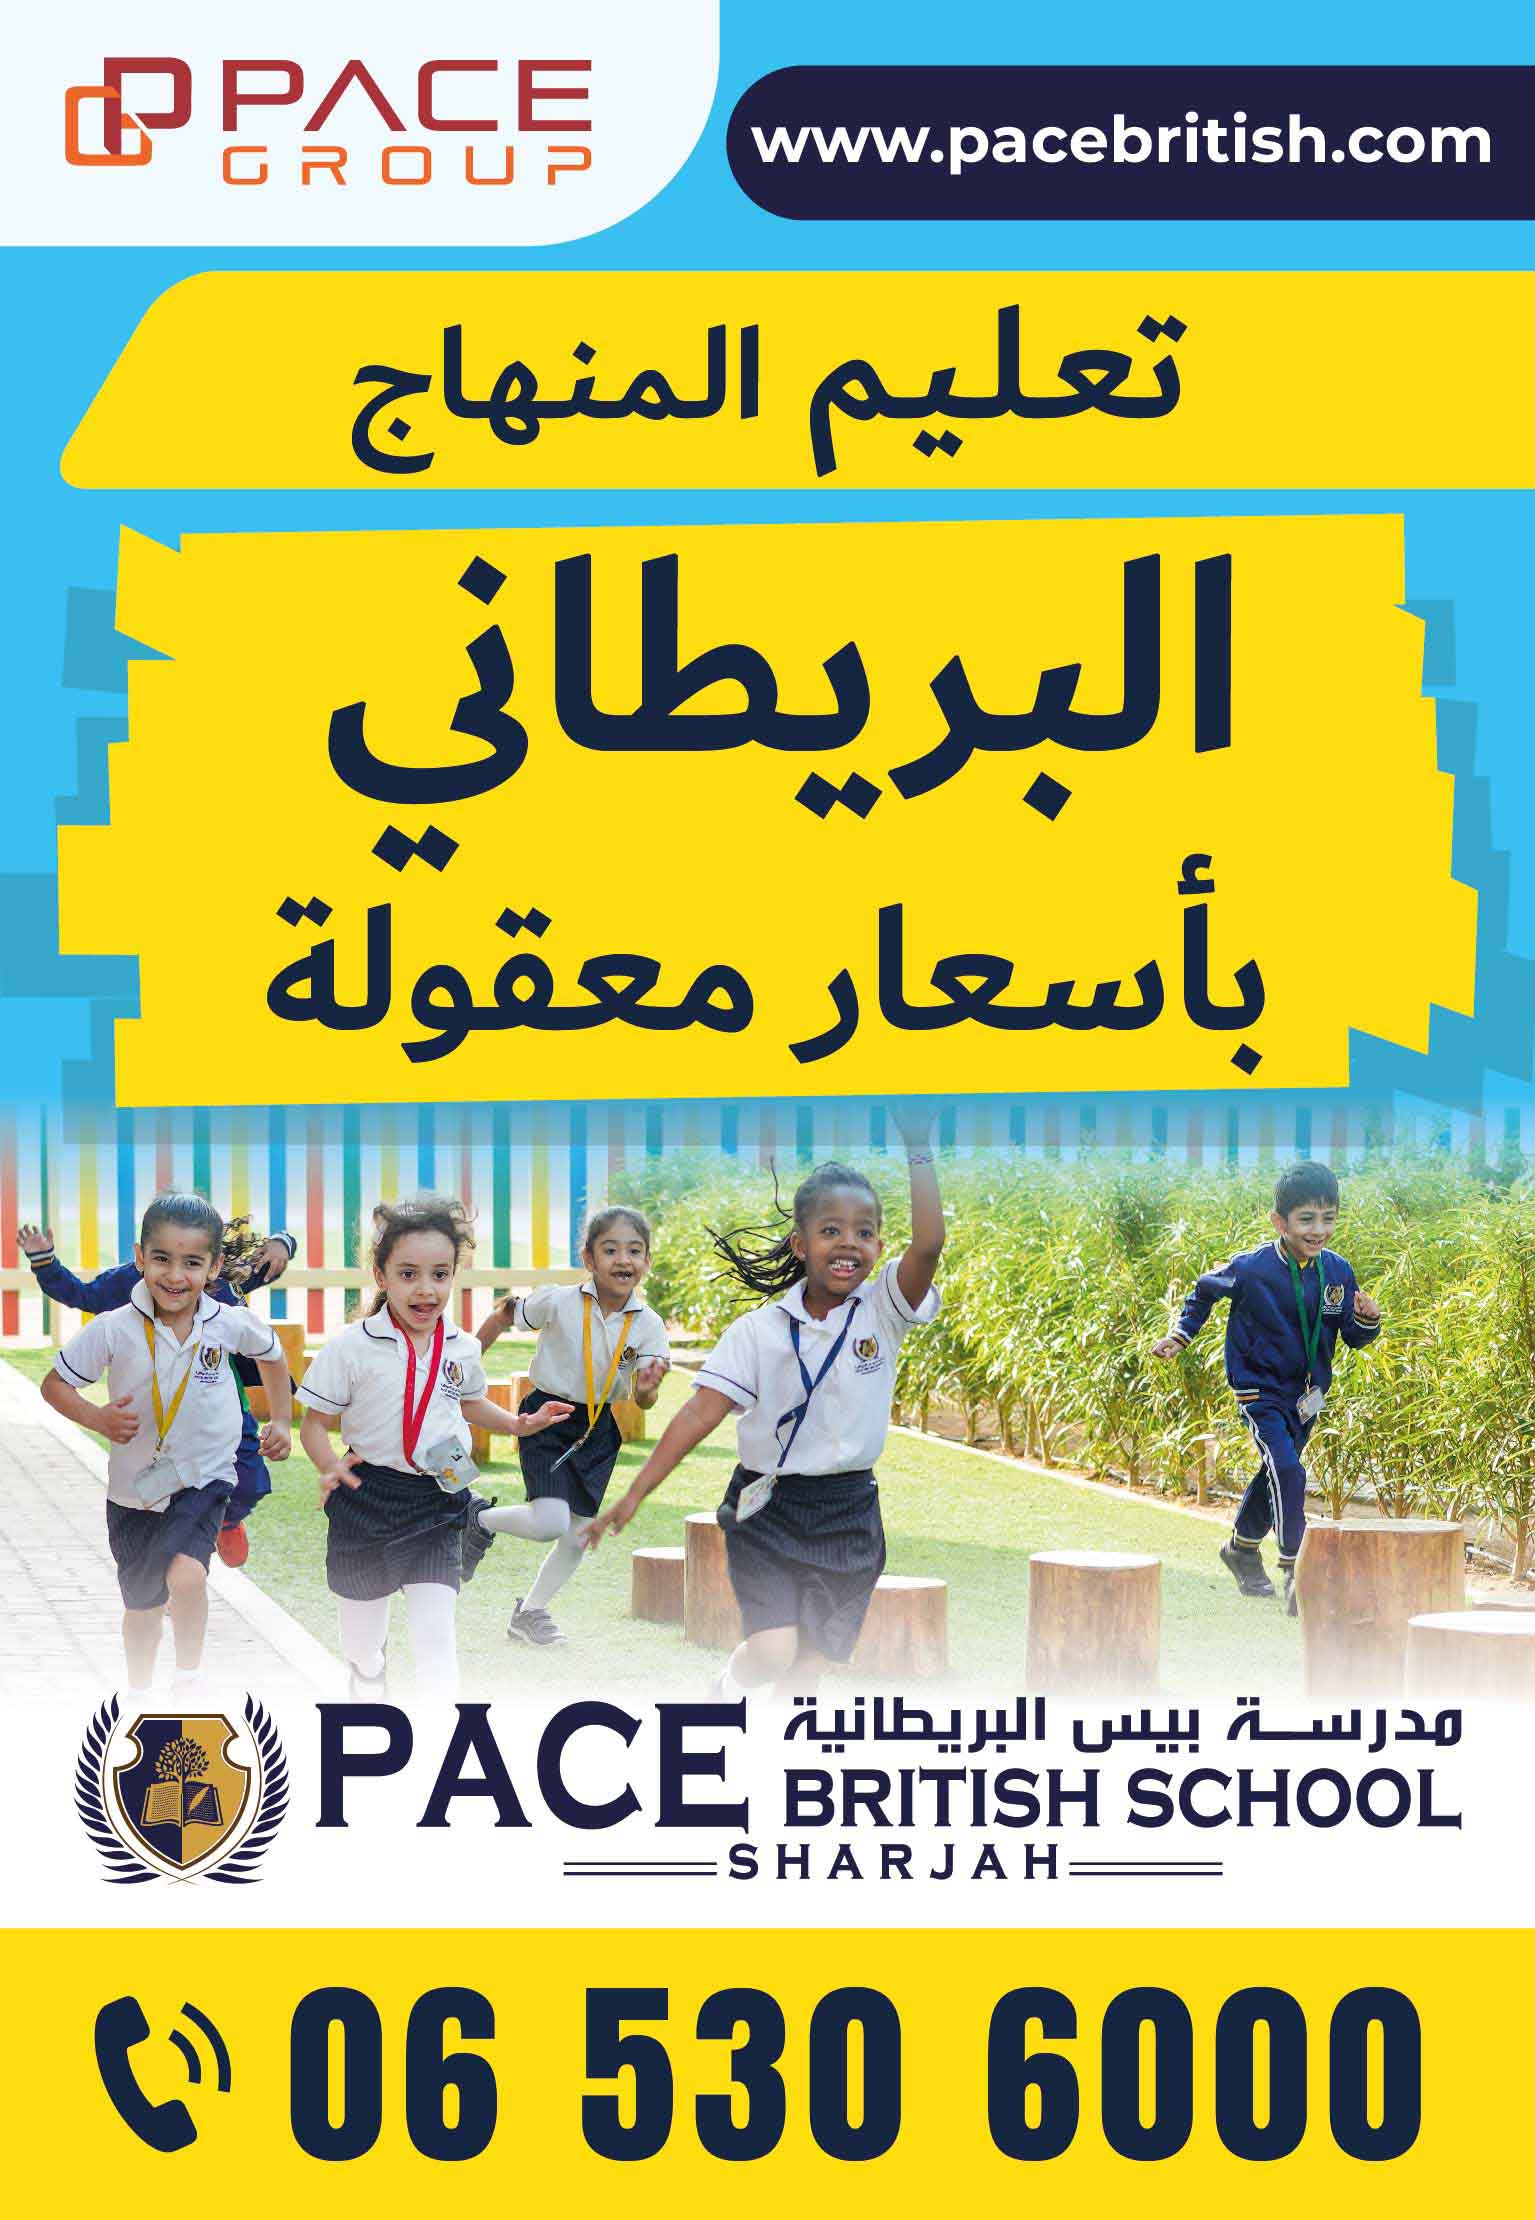 PACE
GROUP
www.pacebritish.com
تعليم المنهاج
البريطاني
بأسعار معقولة
PACE
مدرسة بيس البريطانية
BRITISH SCHOOL
SHARJAH
06 530 6000